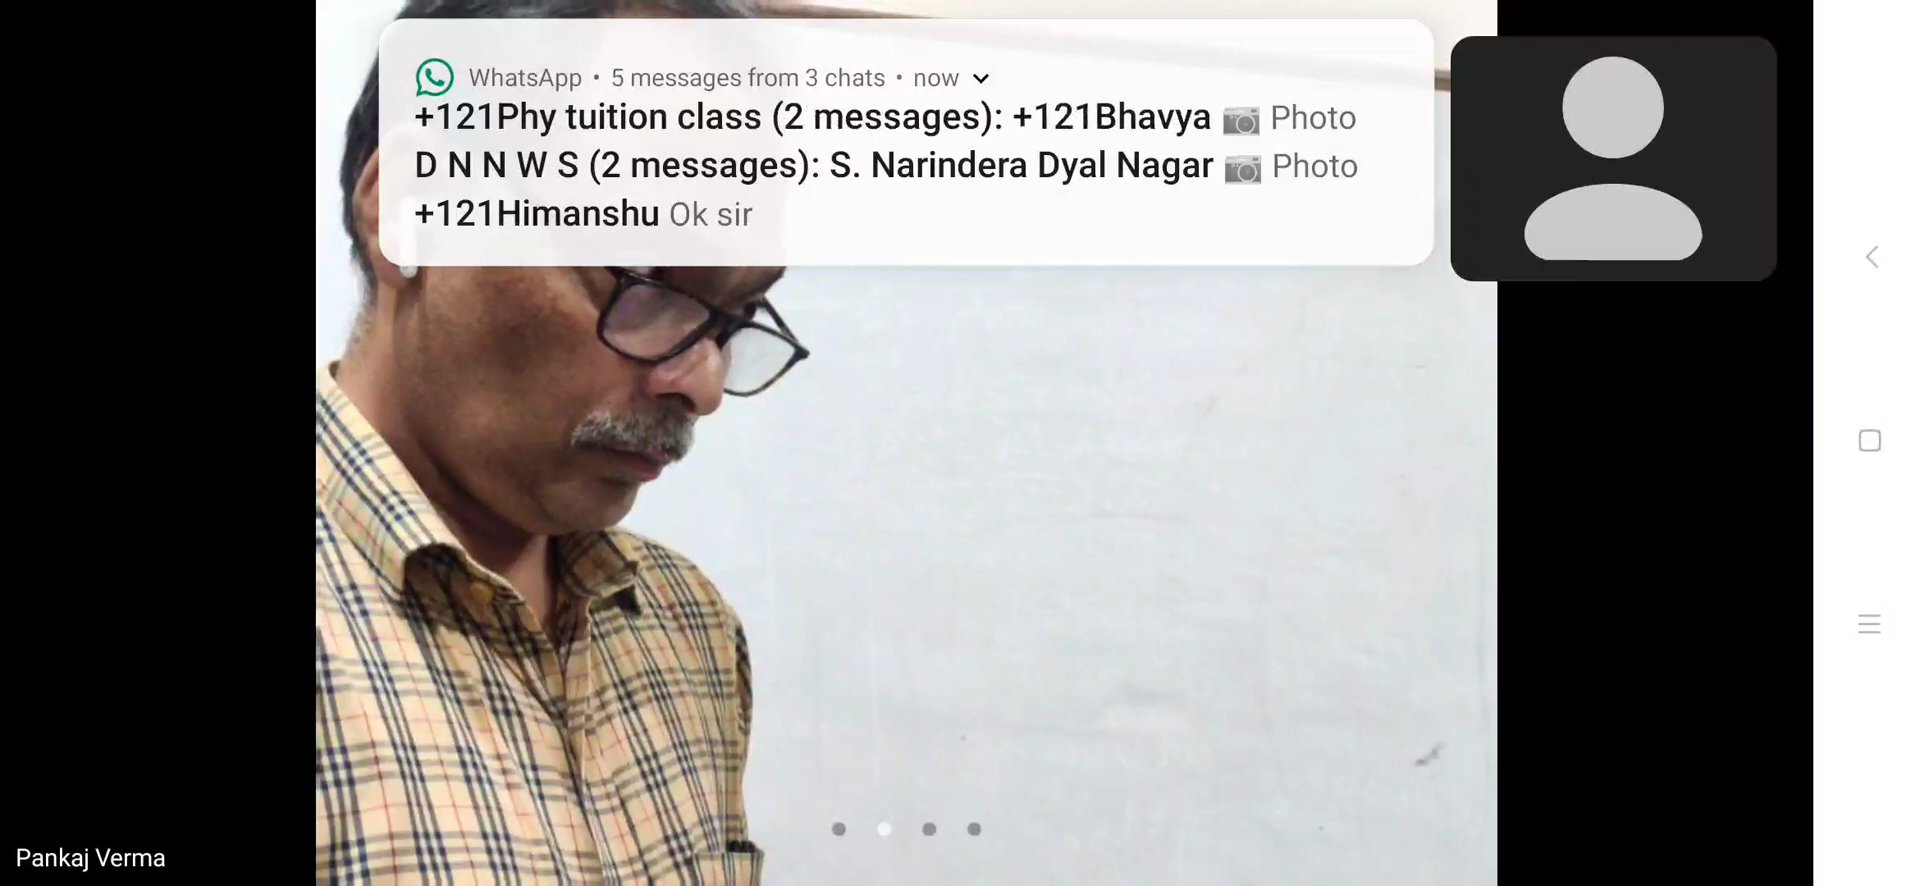 WhatsApp • 5 messages from 3 chats • now
+121Phy tuition class (2 messages): +121Bhavya 📷 Photo
D N N W S (2 messages): S. Narindera Dyal Nagar 📷 Photo
+121Himanshu Ok sir
Pankaj Verma